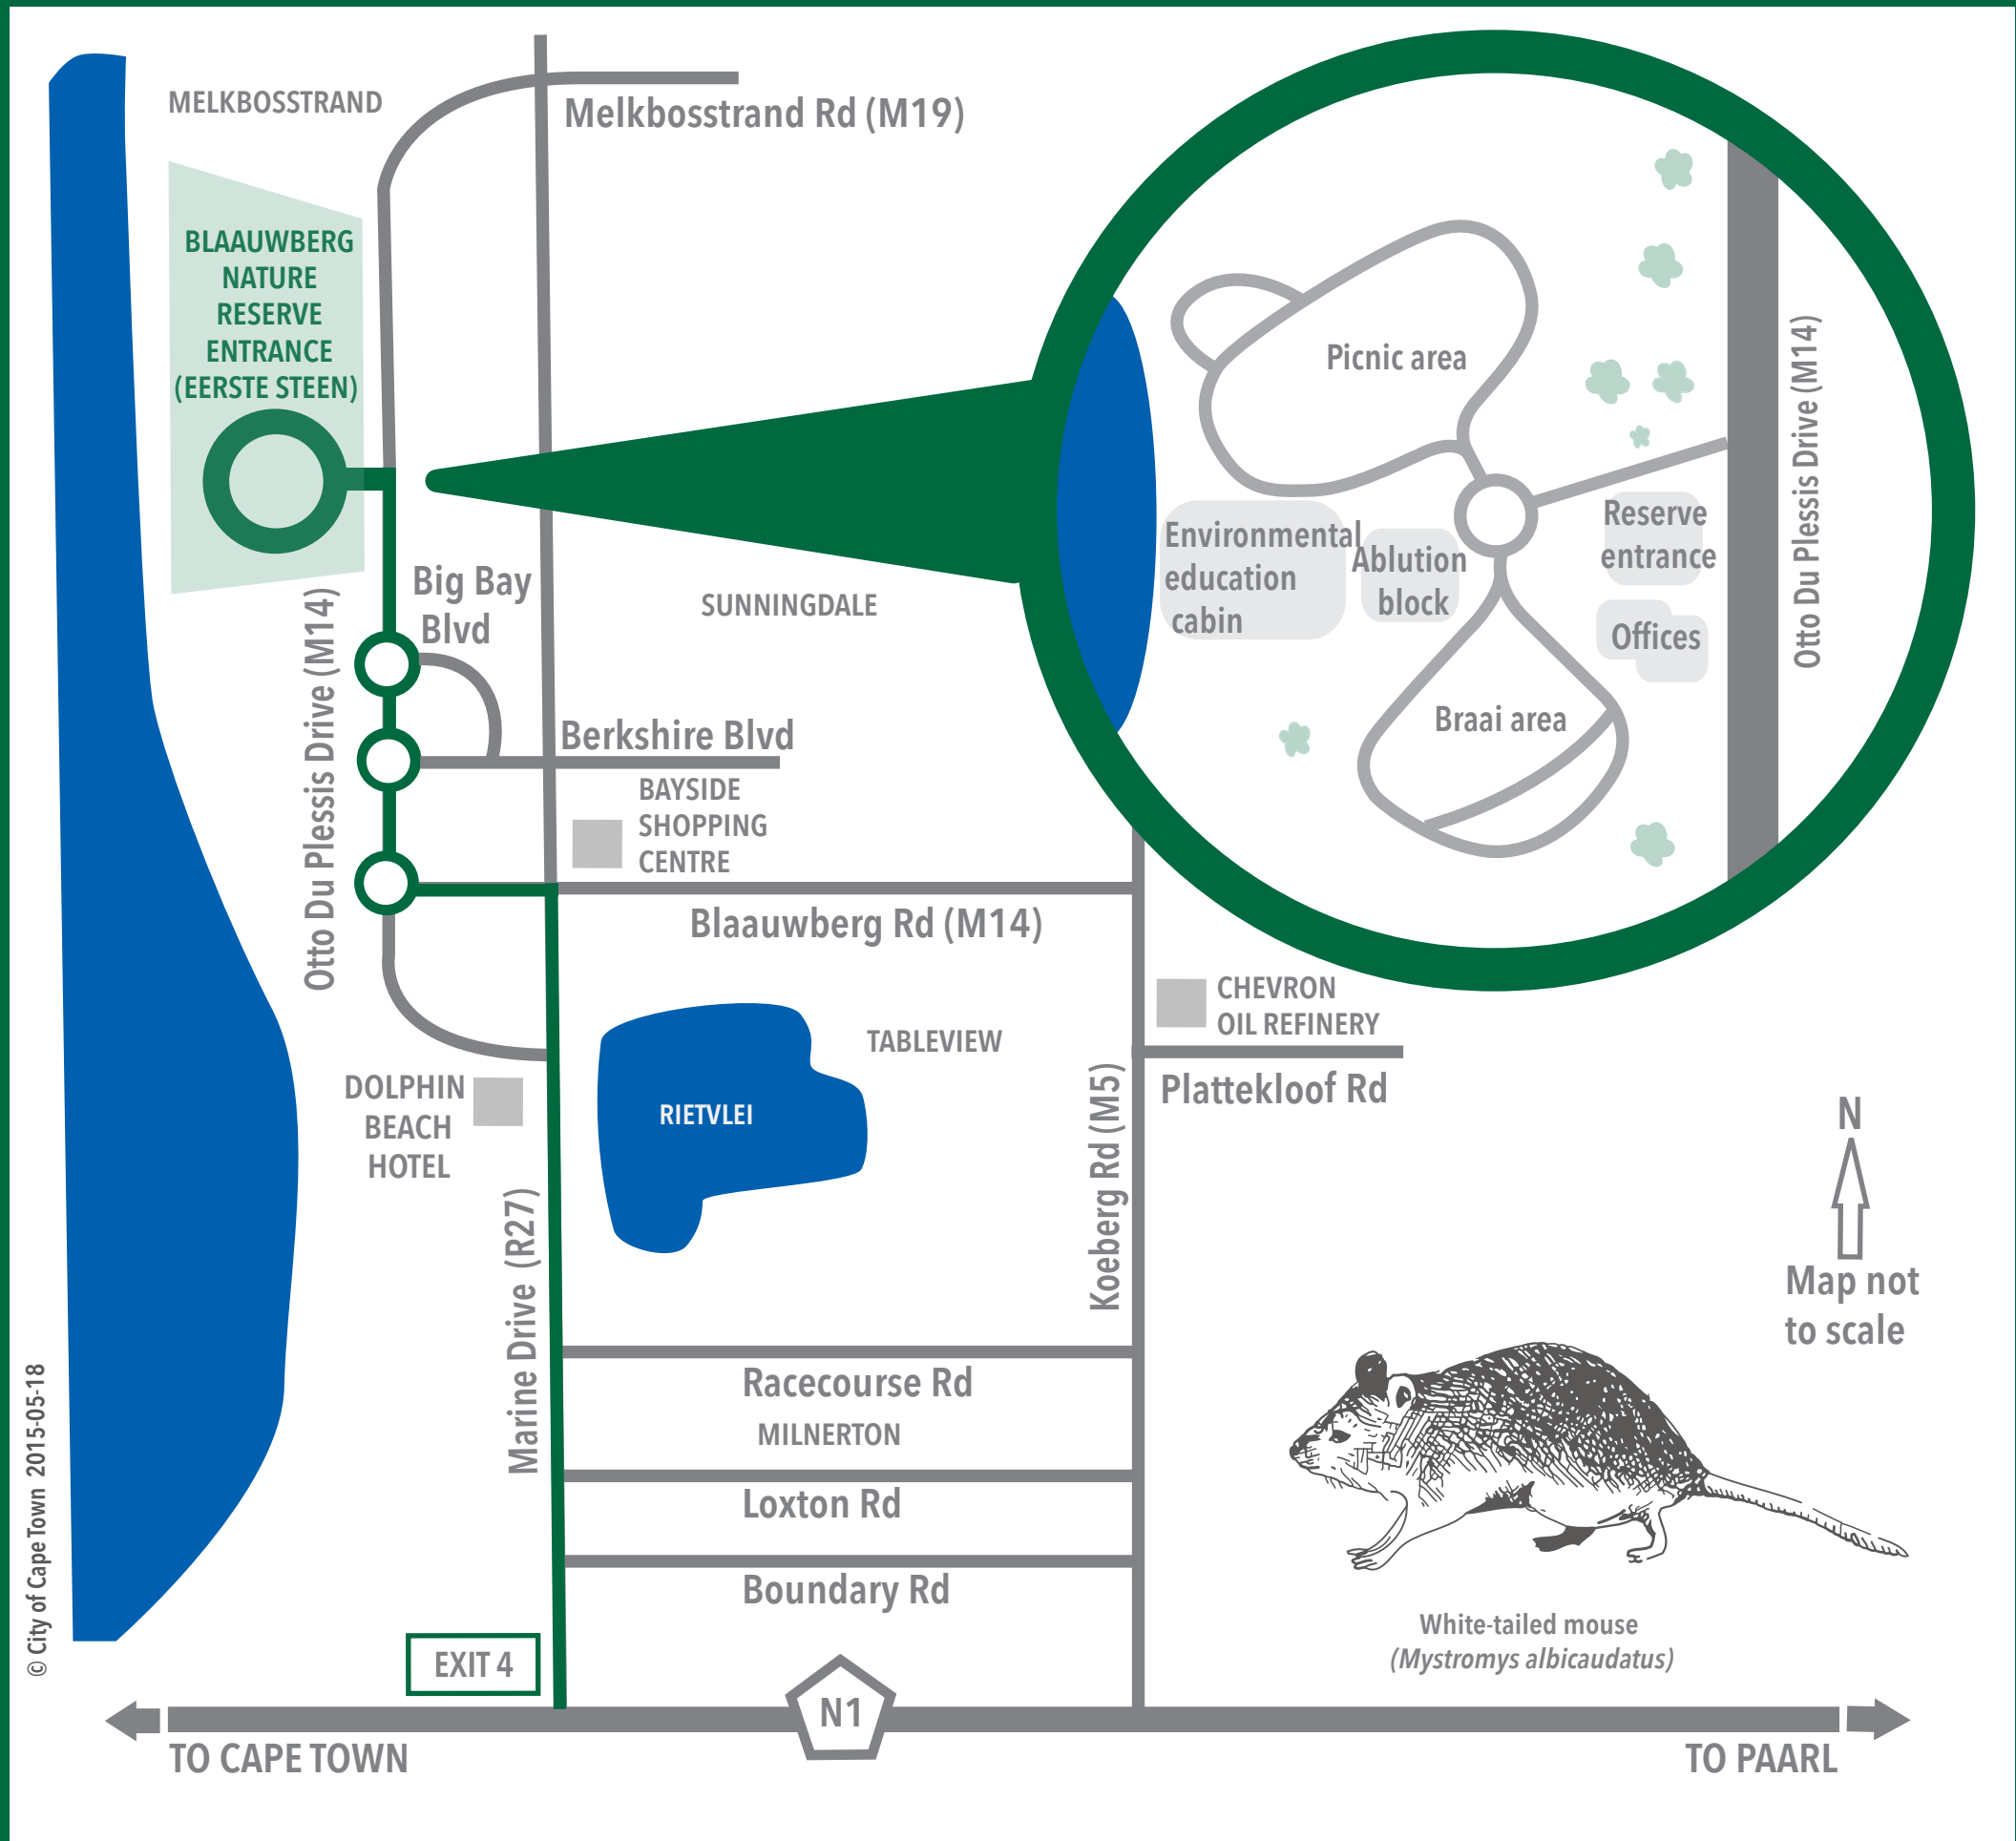 MELKBOSSTRAND
Melkbosstrand Rd (M19)
BLAAUWBERG
NATURE
RESERVE
ENTRANCE
(EERSTE STEEN)
Big Bay
Blvd
Otto Du Plessis Drive (M14)
SUNNINGDALE
Berkshire Blvd
BAYSIDE
SHOPPING
CENTRE
Blaauwberg Rd (M14)
Picnic area
Otto Du Plessis Drive (M14)
Environmental
education
cabin
Ablution
block
Reserve
entrance
Offices
Braai area
CHEVRON
OIL REFINERY
Plattekloof Rd
TABLEVIEW
RIETVLEI
DOLPHIN
BEACH
HOTEL
Marine Drive (R27)
Koeberg Rd (M5)
N
Map not
to scale
Racecourse Rd
MILNERTON
Loxton Rd
Boundary Rd
White-tailed mouse
(Mystromys albicaudatus)
EXIT 4
N1
TO CAPE TOWN
TO PAARL
© City of Cape Town 2015-05-18